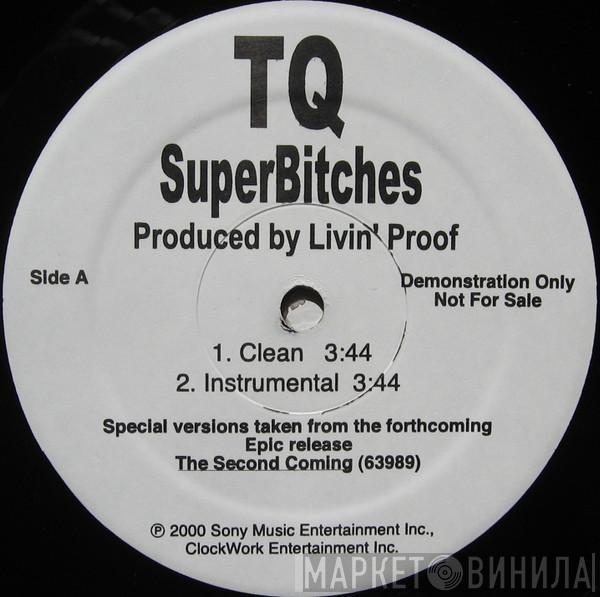 TQ
SuperBitches
Produced by Livin' Proof
Side A
Demonstration Only
Not For Sale
1. Clean 3:44
2. Instrumental 3:44
Special versions taken from the forthcoming
Epic release
The Second Coming (63989)
℗ 2000 Sony Music Entertainment Inc.,
ClockWork Entertainment Inc.
МАРКЕТ ВИНИЛА